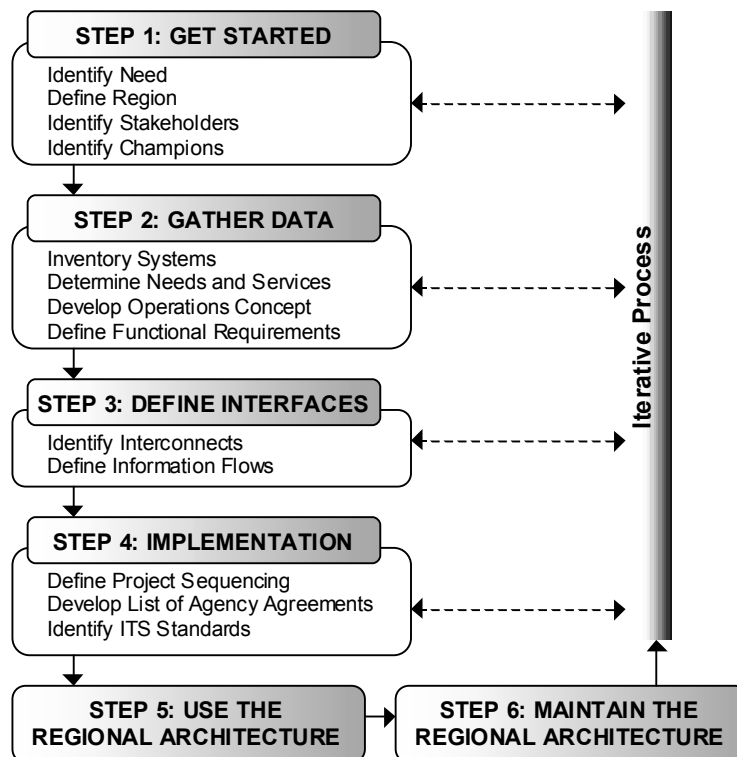 STEP 1: GET STARTED
Identify Need
Define Region
Identify Stakeholders
Identify Champions
STEP 2: GATHER DATA
Inventory Systems
Determine Needs and Services
Develop Operations Concept
Define Functional Requirements
STEP 3: DEFINE INTERFACES
Identify Interconnects
Define Information Flows
STEP 4: IMPLEMENTATION
Define Project Sequencing
Develop List of Agency Agreements
Identify ITS Standards
STEP 5: USE THE
REGIONAL ARCHITECTURE
STEP 6: MAINTAIN THE
REGIONAL ARCHITECTURE
Iterative Process